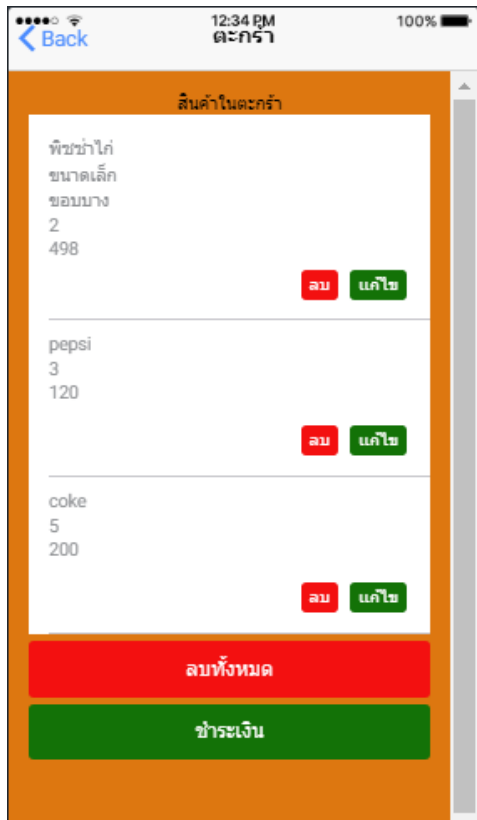 12:34 PM
100%
Back
ตะกร้า
สินค้าในตะกร้า
พิซซ่าไก่
ขนาดเล็ก
ขอบบาง
2
498
ลบ แก้ไข
pepsi
3
120
ลบ แก้ไข
coke
5
200
ลบ แก้ไข
ลบทั้งหมด
ชำระเงิน